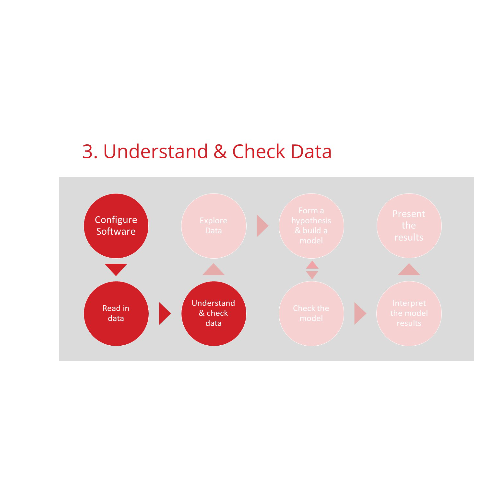 3. Understand & Check Data
Configure
Software
Explore
Data
Form a
hypothesis
& build a
model
Present
the
results
Read in
data
Understand
& check
data
Check the
model
Interpret
the model
results